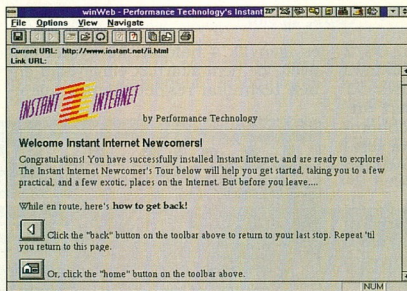 winWeb - Performance Technology's Instant
File Options View Navigate
Current URL: http://www.instant.net/ii.html
Link URL:
INSTANT INTERNET
by Performance Technology
Welcome Instant Internet Newcomers!
Congratulations! You have successfully installed Instant Internet, and are ready to explore!
The Instant Internet Newcomer's Tour below will help you get started, taking you to a few
practical, and a few exotic, places on the Internet. But before you leave....
While en route, here's how to get back!
Click the "back" button on the toolbar above to return to your last stop. Repeat 'til
you return to this page.
Or, click the "home" button on the toolbar above.
NUM